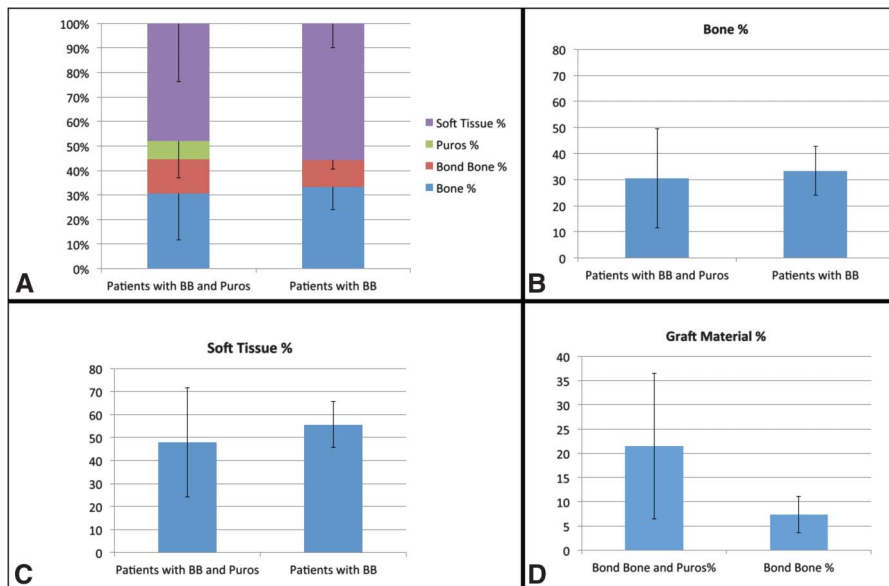 100%
90%
80%
70%
60%
50%
40%
30%
20%
10%
0%
Patients with BB and Puros Patients with BB
Soft Tissue %
Puros %
Bond Bone %
Bone %
A
Bone %
80
70
60
50
40
30
20
10
0
Patients with BB and Puros Patients with BB
B
Soft Tissue %
80
70
60
50
40
30
20
10
0
Patients with BB and Puros Patients with BB
C
Graft Material %
40
35
30
25
20
15
10
5
0
Bond Bone and Puros% Bond Bone %
D